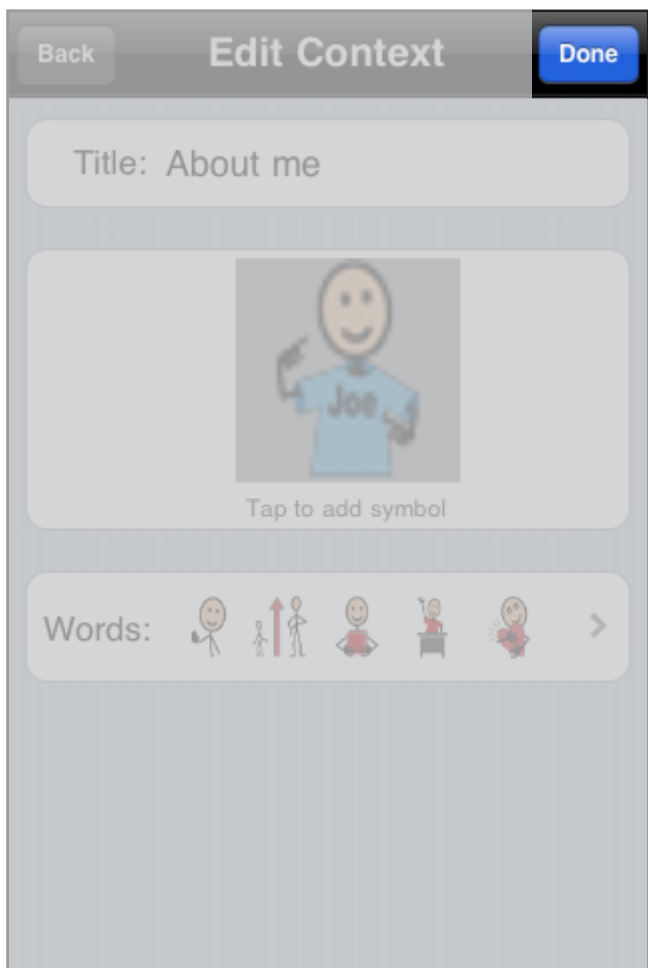 Back Edit Context Done
Title: About me
Joe
Tap to add symbol
Words: